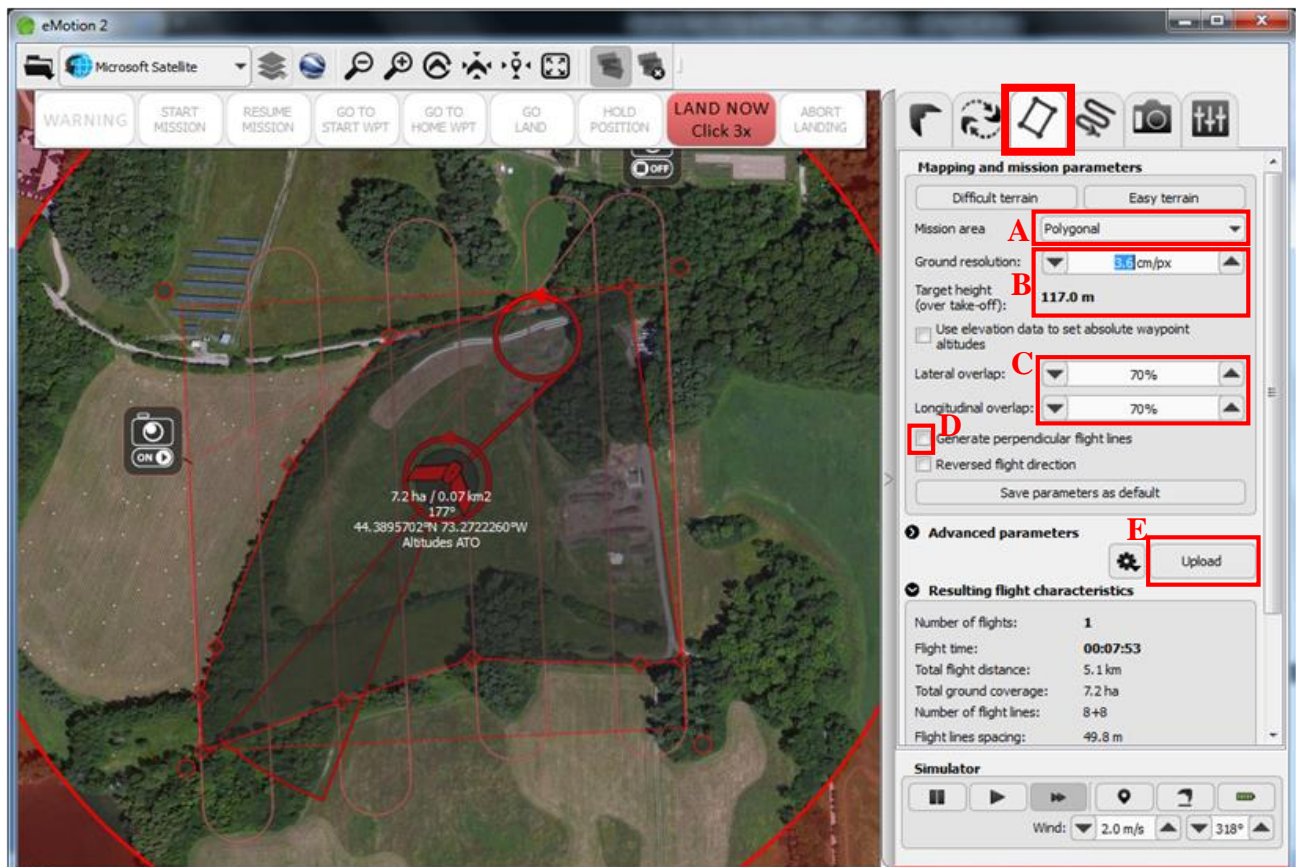 eMotion 2
Microsoft Satellite
WARNING
START
MISSION
RESUME
MISSION
GO TO
START WPT
GO TO
HOME WPT
GO
LAND
HOLD
POSITION
LAND NOW
Click 3x
ABORT
LANDING
OFF
ON
7.2 ha / 0.07 km2
177°
44.3895702°N 73.2722260°W
Altitudes ATO
Mapping and mission parameters
Difficult terrain Easy terrain
Mission area A Polygonal
Ground resolution: 3.6 cm/px
B
Target height
(over take-off): 117.0 m
Use elevation data to set absolute waypoint
altitudes
C
Lateral overlap: 70%
Longitudinal overlap: 70%
D
Generate perpendicular flight lines
Reversed flight direction
Save parameters as default
Advanced parameters
E
Upload
Resulting flight characteristics
Number of flights: 1
Flight time: 00:07:53
Total flight distance: 5.1 km
Total ground coverage: 7.2 ha
Number of flight lines: 8+8
Flight lines spacing: 49.8 m
Simulator
Wind: 2.0 m/s 318°